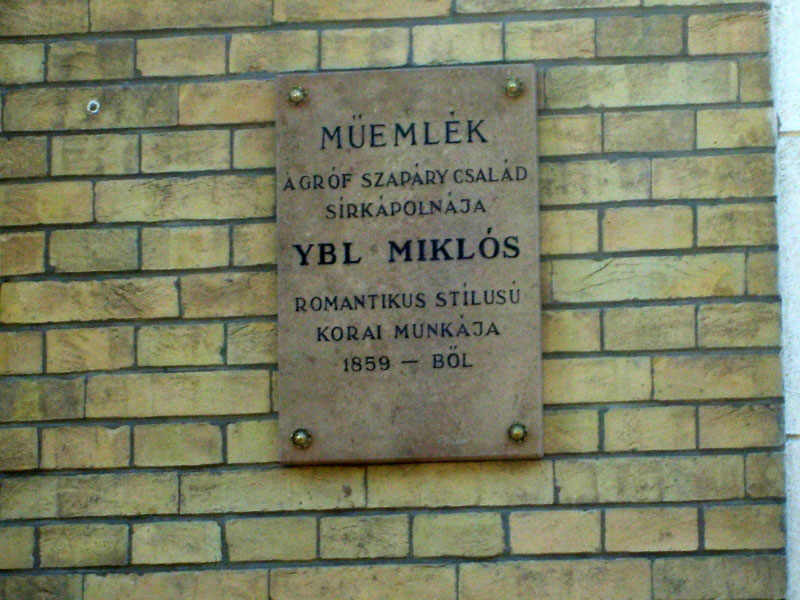 MŰEMLÉK
A GRÓF SZAPÁRY CSALÁD
SÍRKÁPOLNÁJA
YBL MIKLÓS
ROMANTIKUS STÍLUSÚ
KORAI MUNKÁJA
1859 — BŐL